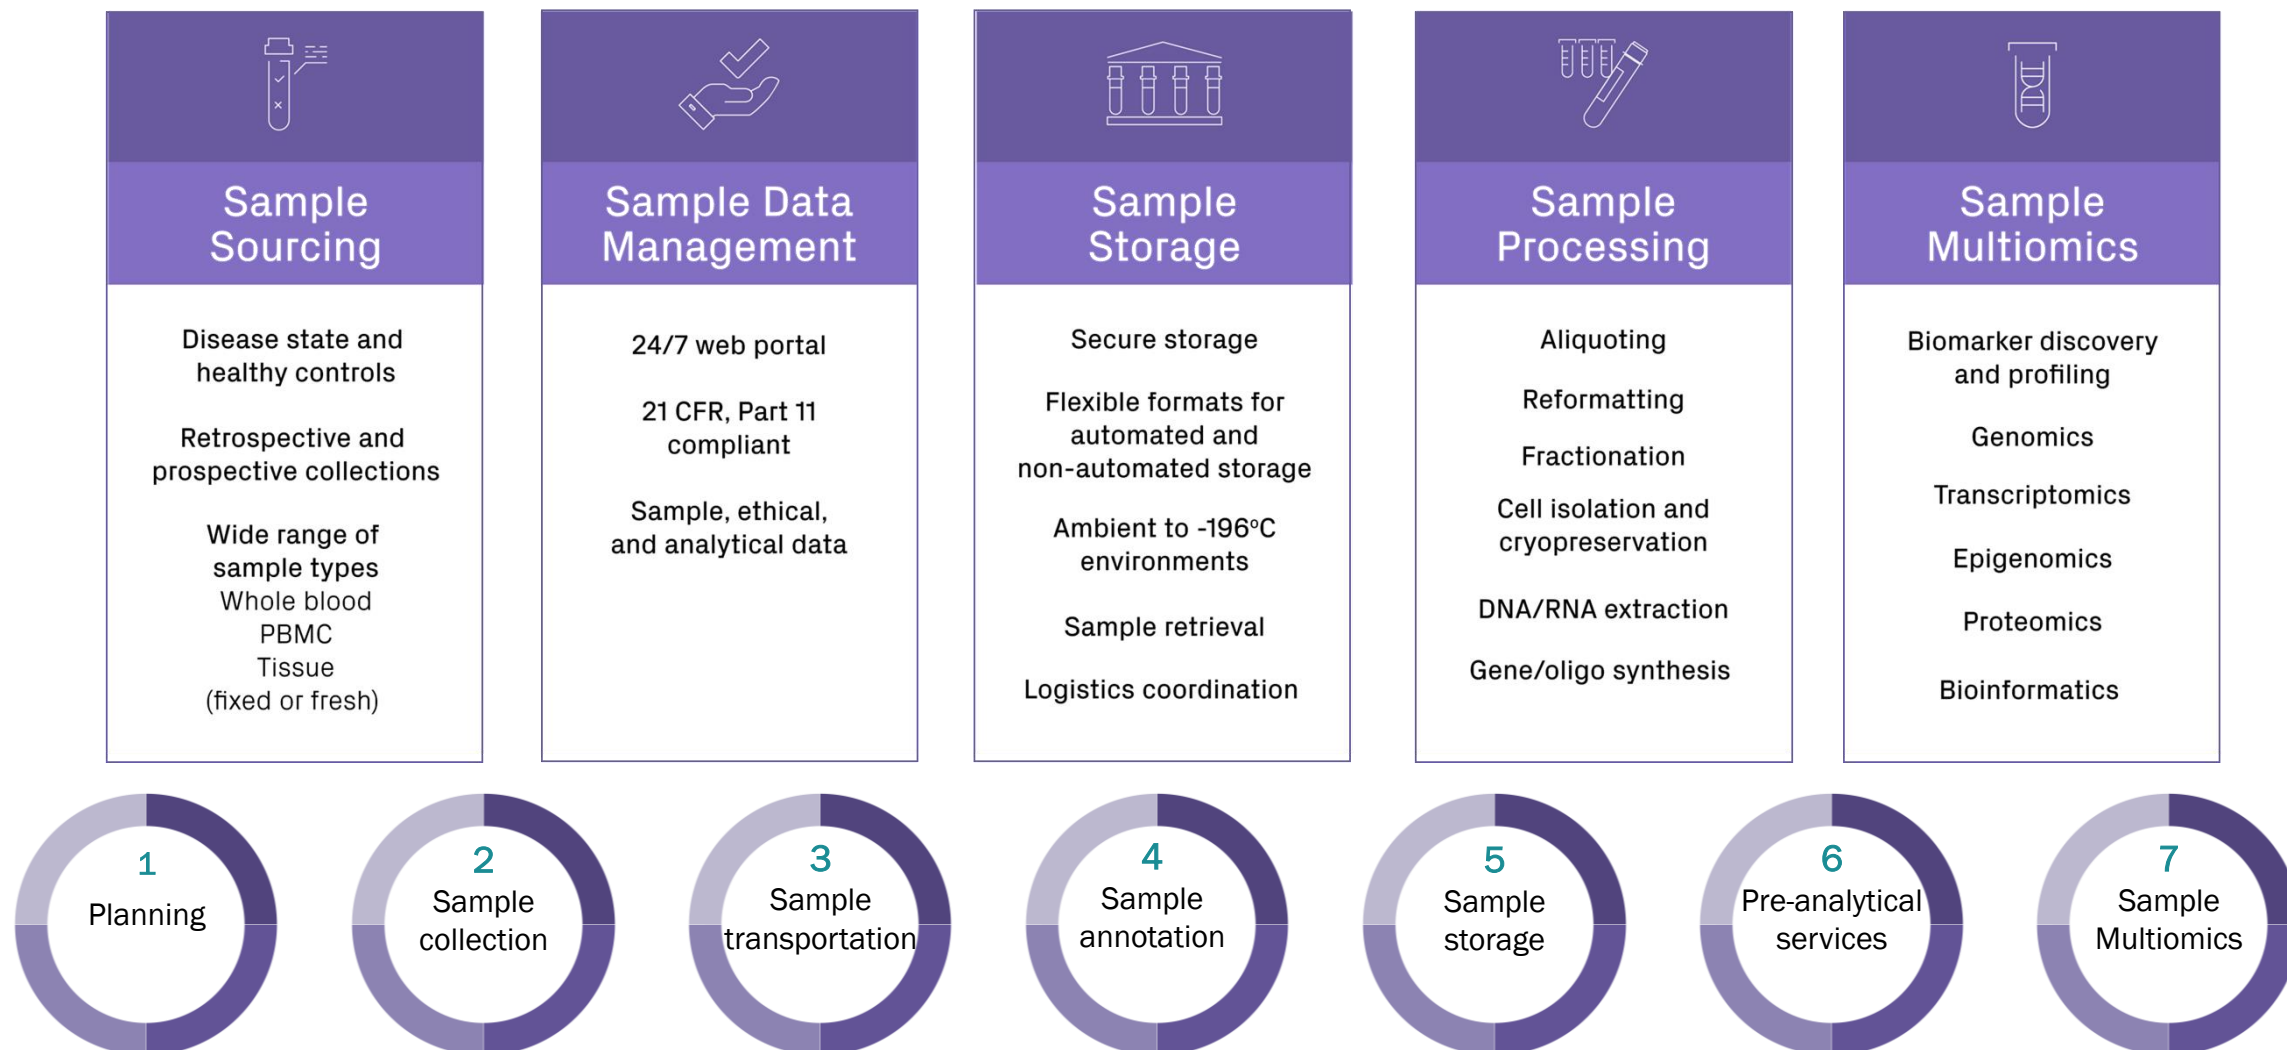 Sample
Sourcing
Disease state and
healthy controls
Retrospective and
prospective collections
Wide range of
sample types
Whole blood
PBMC
Tissue
(fixed or fresh)
Sample Data
Management
24/7 web portal
21 CFR, Part 11
compliant
Sample, ethical,
and analytical data
Sample
Storage
Secure storage
Flexible formats for
automated and
non-automated storage
Ambient to -196°C
environments
Sample retrieval
Logistics coordination
Sample
Processing
Aliquoting
Reformatting
Fractionation
Cell isolation and
cryopreservation
DNA/RNA extraction
Gene/oligo synthesis
Sample
Multiomics
Biomarker discovery
and profiling
Genomics
Transcriptomics
Epigenomics
Proteomics
Bioinformatics
1
Planning
2
Sample
collection
3
Sample
transportation
4
Sample
annotation
5
Sample
storage
6
Pre-analytical
services
7
Sample
Multiomics